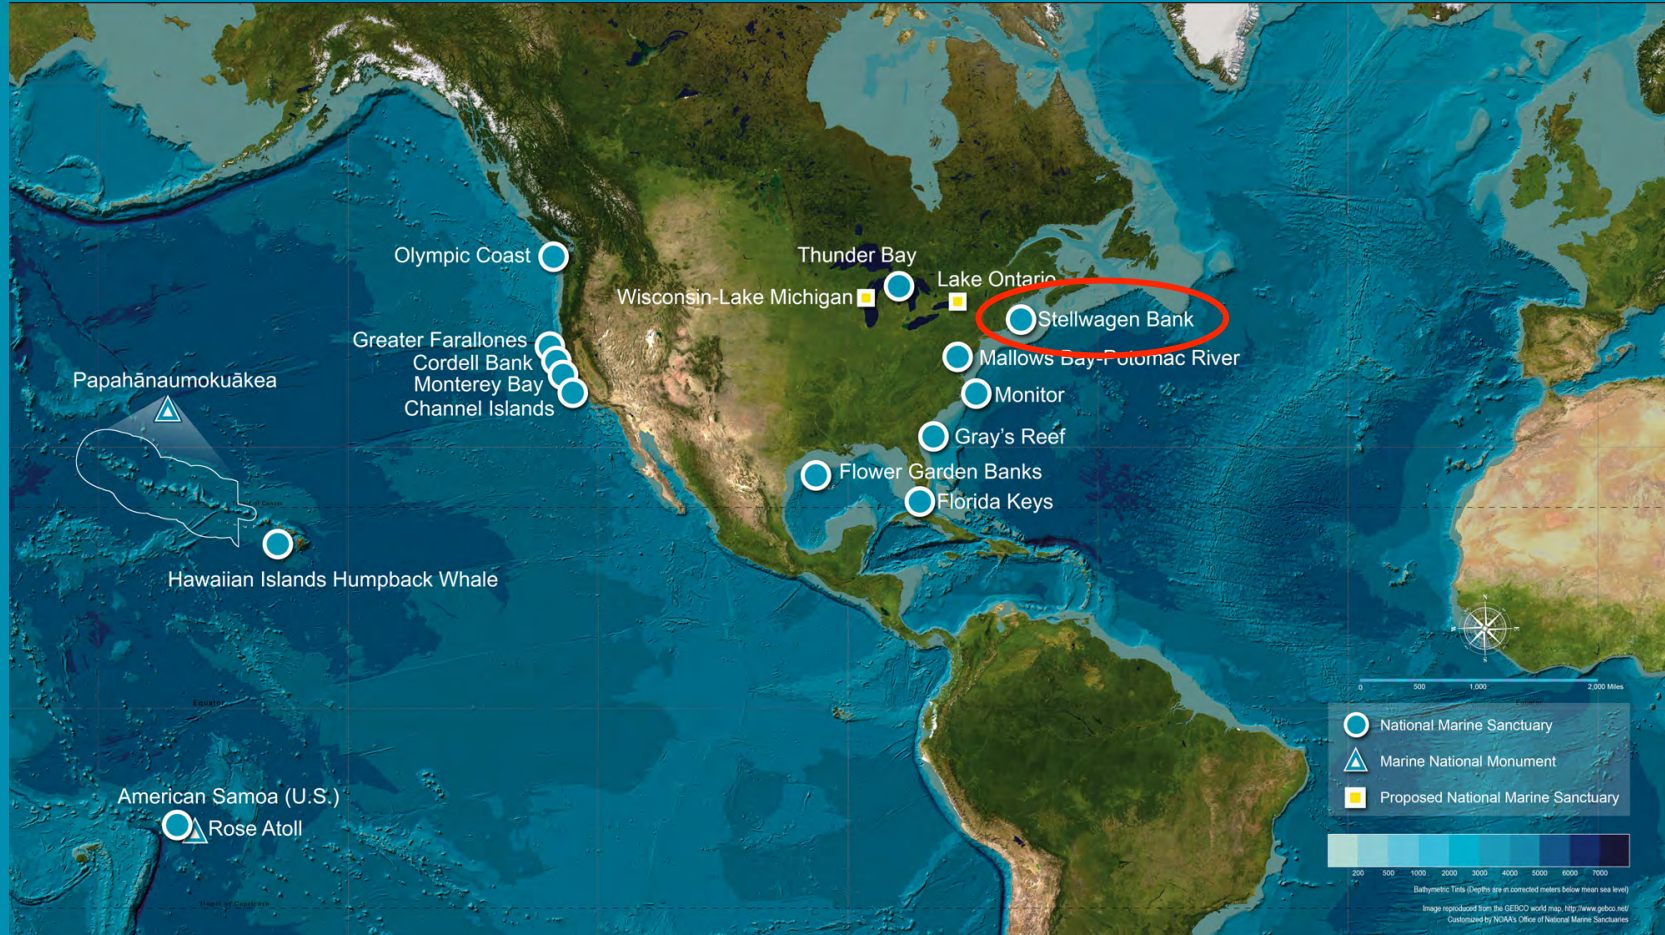 Olympic Coast
Thunder Bay
Lake Ontario
Wisconsin-Lake Michigan
Stellwagen Bank
Greater Farallones
Cordell Bank
Monterey Bay
Channel Islands
Mallows Bay-Potomac River
Papahānaumokuākea
Monitor
Gray's Reef
Flower Garden Banks
Florida Keys
Hawaiian Islands Humpback Whale
N
E
S
W
0 500 1,000 2,000 Miles
Equator
National Marine Sanctuary
Marine National Monument
Proposed National Marine Sanctuary
American Samoa (U.S.)
Rose Atoll
200 500 1000 2000 3000 4000 5000 6000 7000
Bathymetric Tints (Depths are in corrected meters below mean sea level)
Image reproduced from the GEBCO world map, http://www.gebco.net/
Customized by NOAA's Office of National Marine Sanctuaries